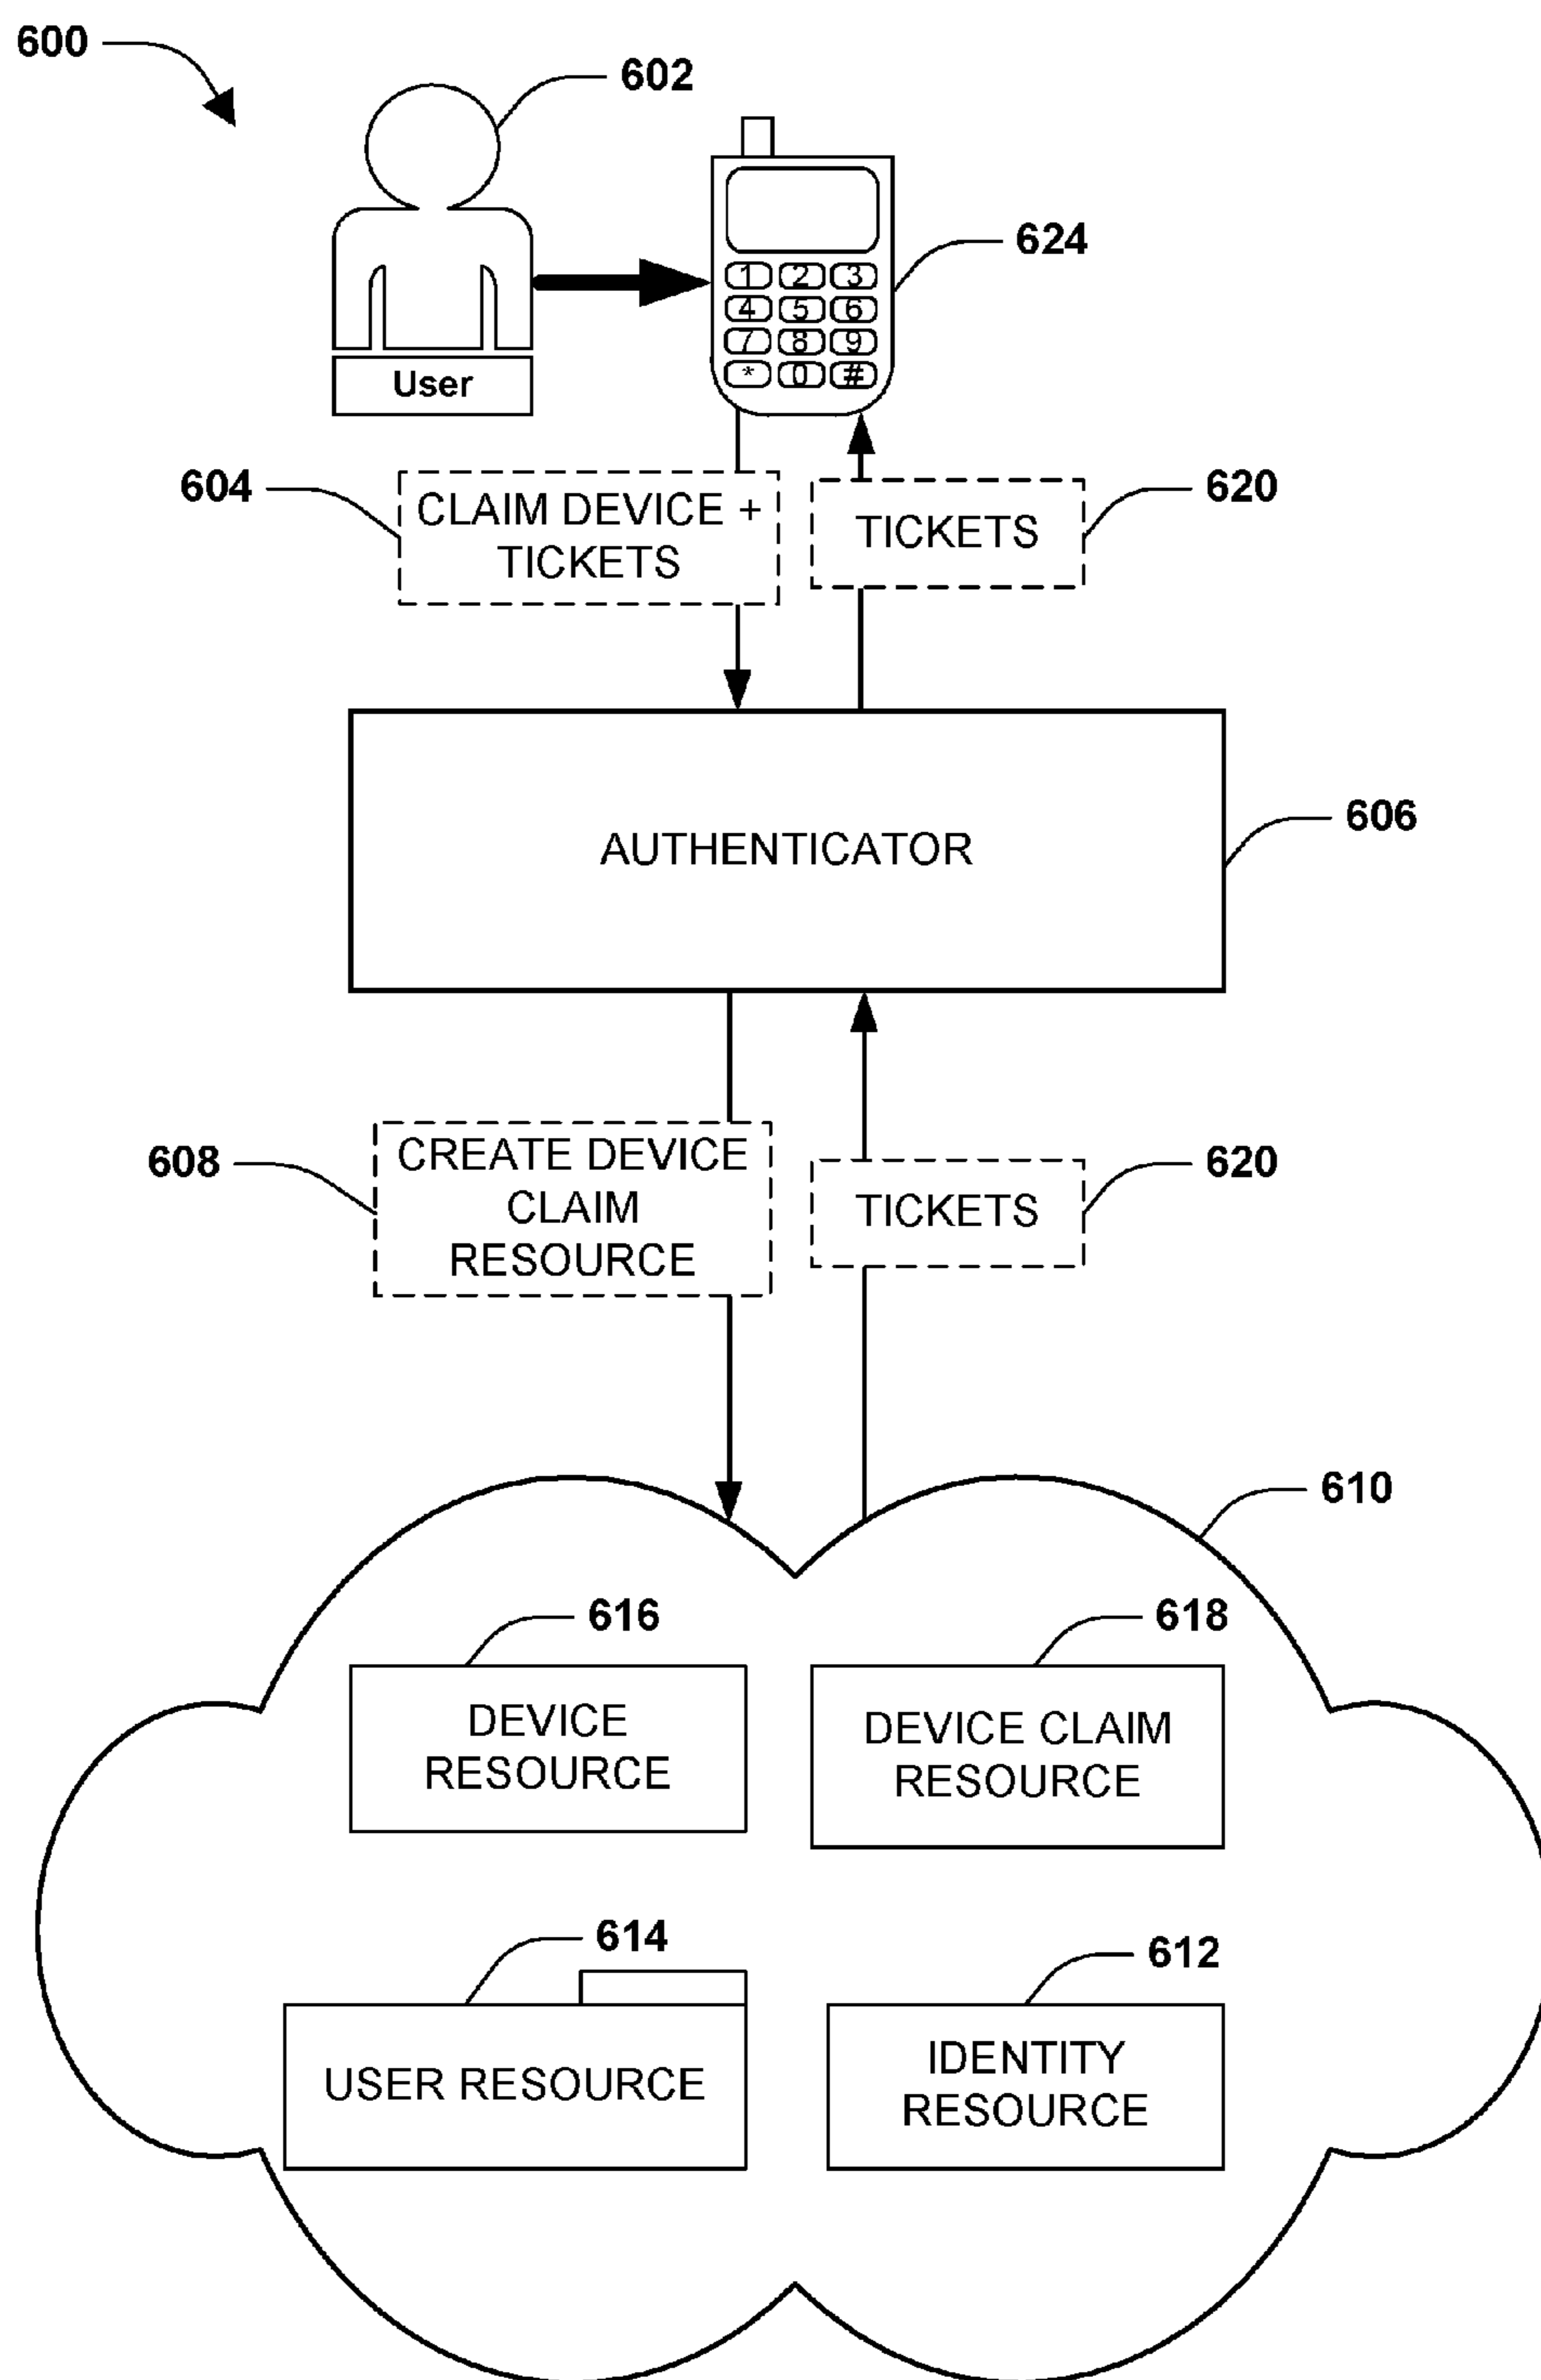 600
602
624
1 2 3
4 5 6
7 8 9
* 0 #
User
604
CLAIM DEVICE +
TICKETS
TICKETS
620
AUTHENTICATOR
606
608
CREATE DEVICE
CLAIM
RESOURCE
TICKETS
620
610
616
DEVICE
RESOURCE
618
DEVICE CLAIM
RESOURCE
614
USER RESOURCE
612
IDENTITY
RESOURCE